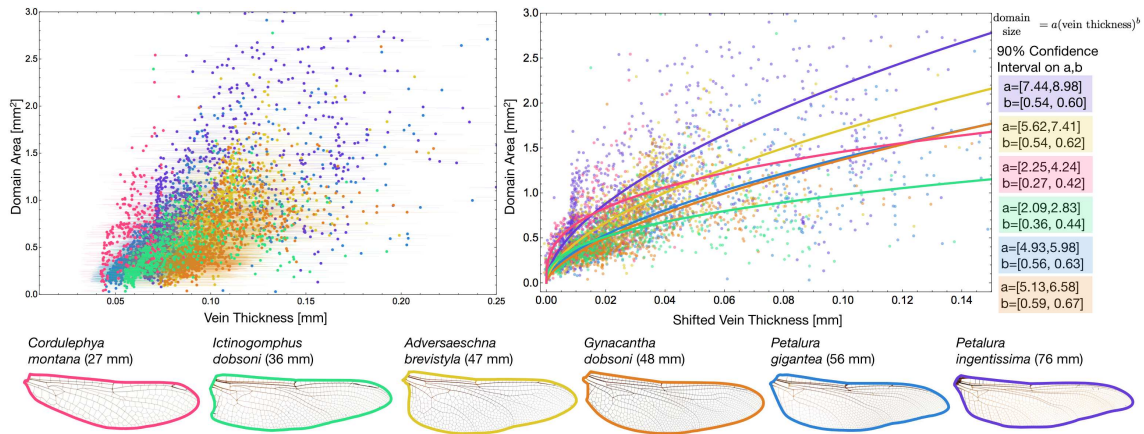 3.0
2.5
2.0
1.5
1.0
0.5
0.0
Domain Area [mm²]
0.05
0.10
0.15
0.20
0.25
Vein Thickness [mm]
3.0
2.5
2.0
1.5
1.0
0.5
0.0
Domain Area [mm²]
0.00
0.02
0.04
0.06
0.08
0.10
0.12
0.14
Shifted Vein Thickness [mm]
domain
size
= a(vein thickness)ᵇ
90% Confidence
Interval on a,b
a=[7.44,8.98]
b=[0.54, 0.60]
a=[5.62,7.41]
b=[0.54, 0.62]
a=[2.25,4.24]
b=[0.27, 0.42]
a=[2.09,2.83]
b=[0.36, 0.44]
a=[4.93,5.98]
b=[0.56, 0.63]
a=[5.13,6.58]
b=[0.59, 0.67]
Cordulephya
montana (27 mm)
Ictinogomphus
dobsoni (36 mm)
Adversaeschna
brevistyla (47 mm)
Gynacantha
dobsoni (48 mm)
Petalura
gigantea (56 mm)
Petalura
ingentissima (76 mm)